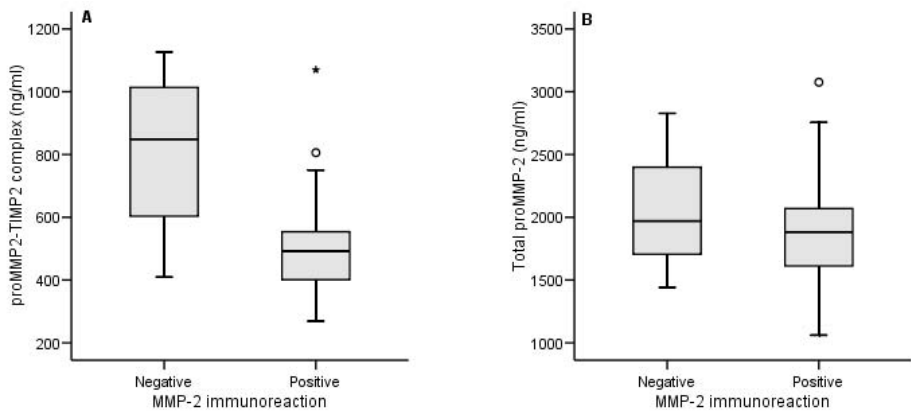 A
proMMP2-TIMP2 complex (ng/ml)
1200
1000
800
600
400
200
Negative
Positive
MMP-2 immunoreaction
B
Total proMMP-2 (ng/ml)
3500
3000
2500
2000
1500
1000
Negative
Positive
MMP-2 immunoreaction